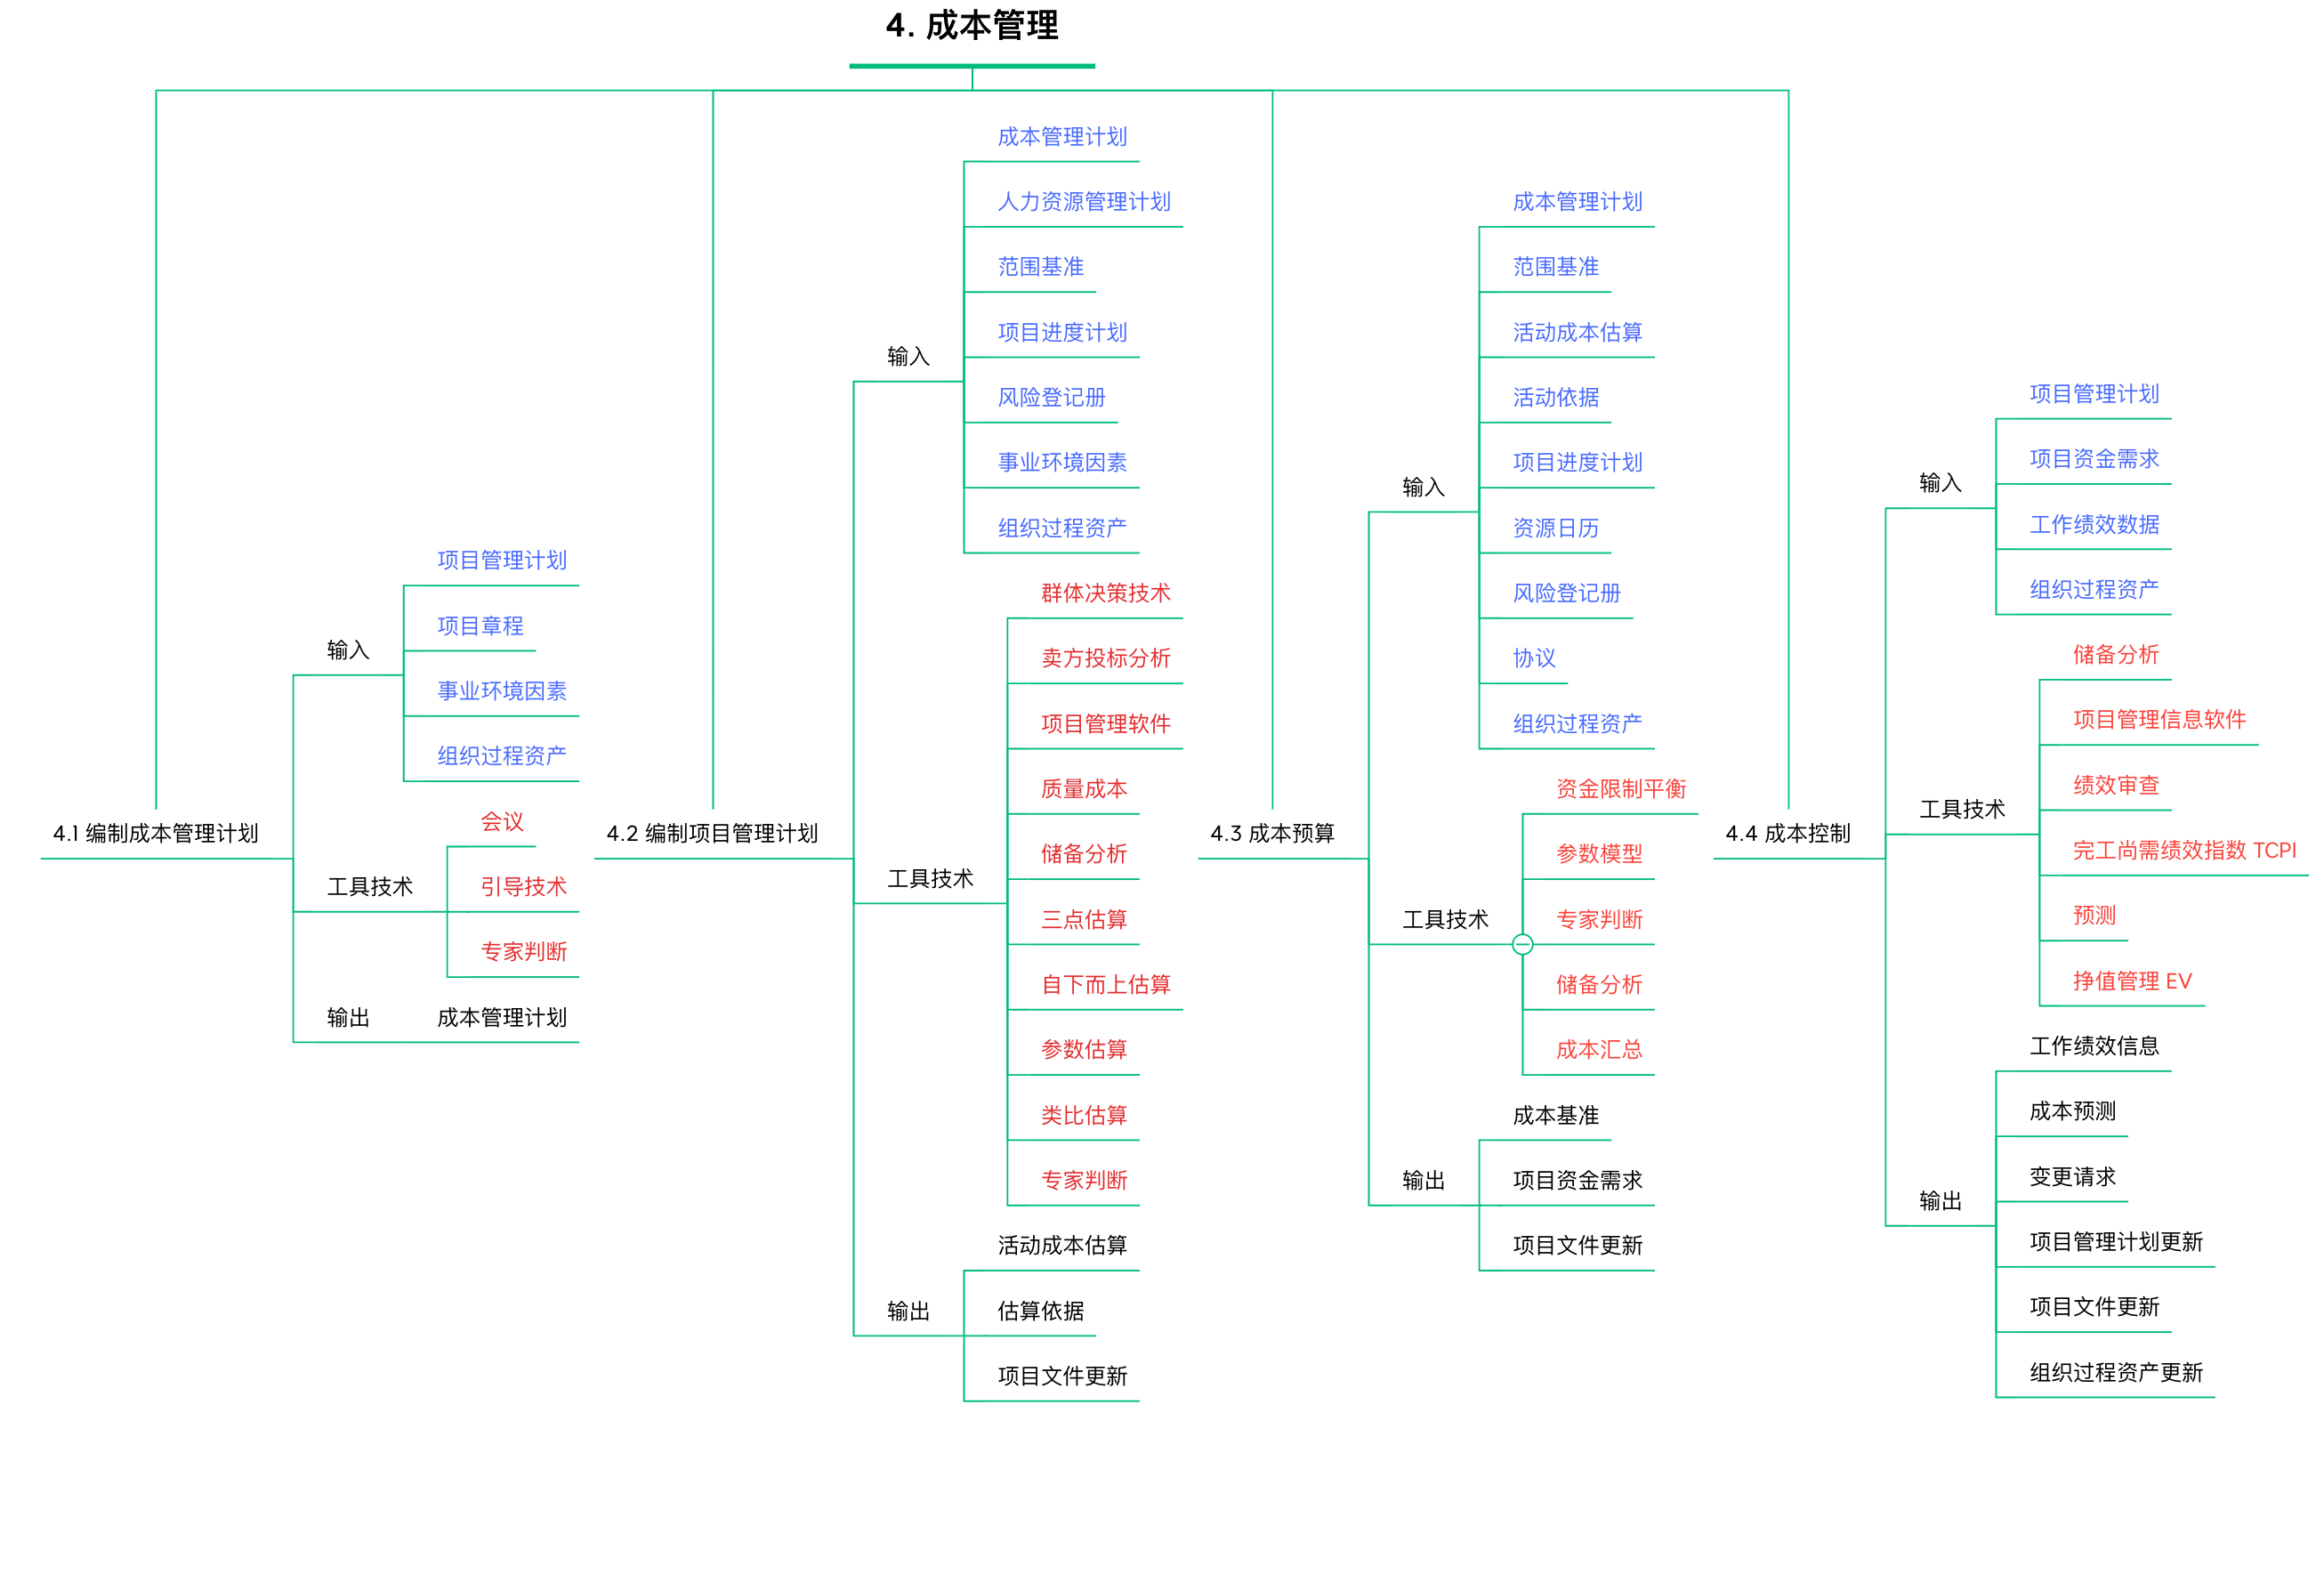 4. 成本管理
4.1 编制成本管理计划
输入
项目管理计划
项目章程
事业环境因素
组织过程资产
工具技术
会议
引导技术
专家判断
输出
成本管理计划
4.2 编制项目管理计划
输入
成本管理计划
人力资源管理计划
范围基准
项目进度计划
风险登记册
事业环境因素
组织过程资产
工具技术
群体决策技术
卖方投标分析
项目管理软件
质量成本
储备分析
三点估算
自下而上估算
参数估算
类比估算
专家判断
输出
活动成本估算
估算依据
项目文件更新
4.3 成本预算
输入
成本管理计划
范围基准
活动成本估算
活动依据
项目进度计划
资源日历
风险登记册
协议
组织过程资产
工具技术
资金限制平衡
参数模型
专家判断
储备分析
成本汇总
输出
成本基准
项目资金需求
项目文件更新
4.4 成本控制
输入
项目管理计划
项目资金需求
工作绩效数据
组织过程资产
工具技术
储备分析
项目管理信息软件
绩效审查
完工尚需绩效指数 TCPI
预测
挣值管理 EV
输出
工作绩效信息
成本预测
变更请求
项目管理计划更新
项目文件更新
组织过程资产更新